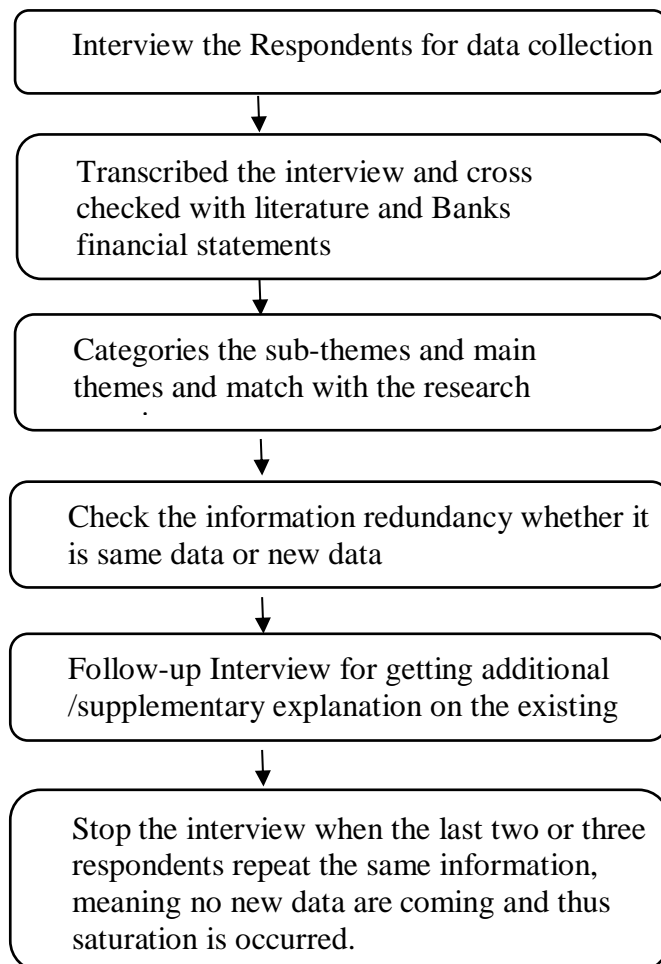 Interview the Respondents for data collection
Transcribed the interview and cross
checked with literature and Banks
financial statements
Categories the sub-themes and main
themes and match with the research
Check the information redundancy whether it
is same data or new data
Follow-up Interview for getting additional
/supplementary explanation on the existing
Stop the interview when the last two or three
respondents repeat the same information,
meaning no new data are coming and thus
saturation is occurred.